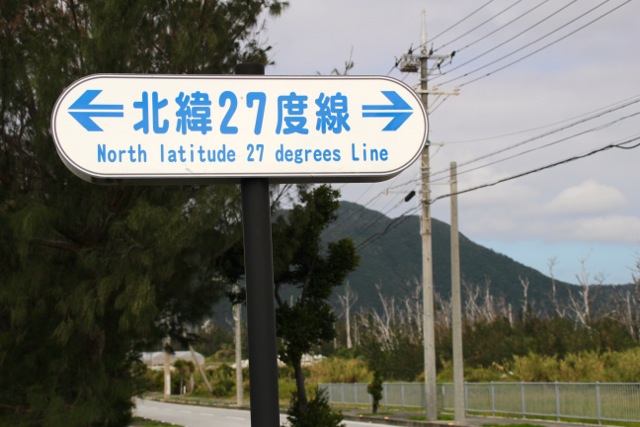 北緯27度線
North latitude 27 degrees Line